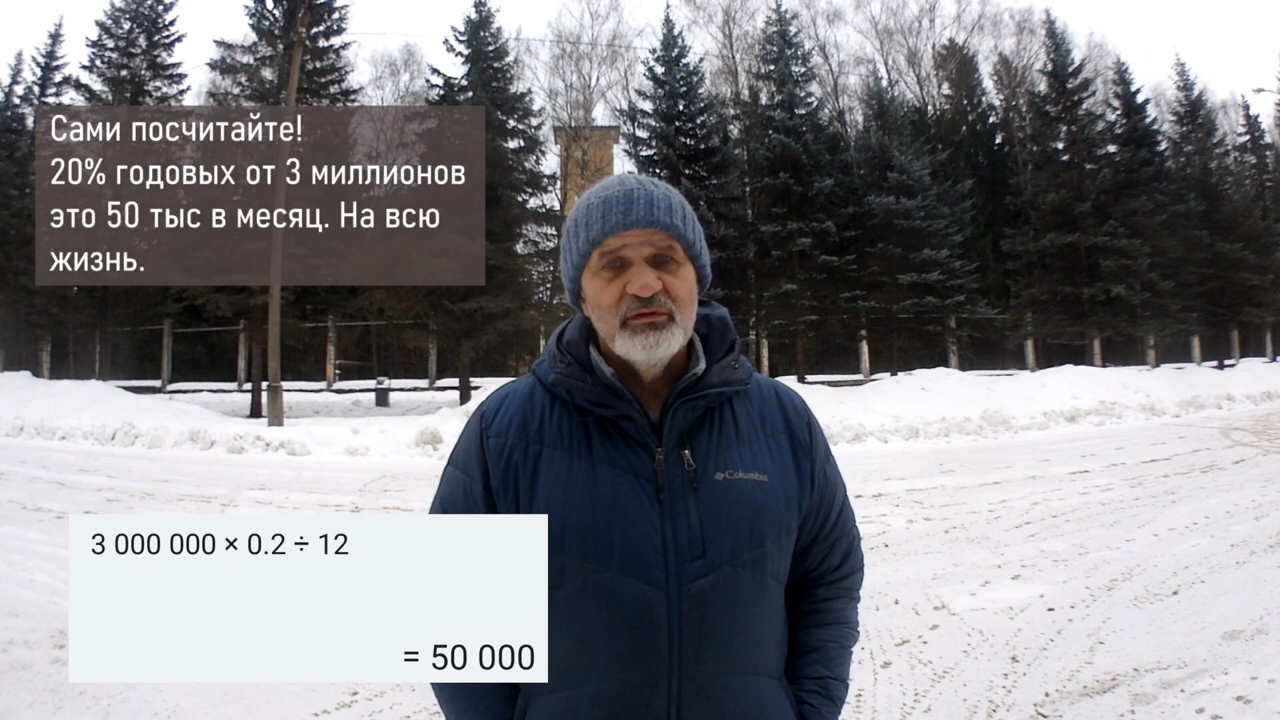 Сами посчитайте!
20% годовых от 3 миллионов
это 50 тыс в месяц. На всю
жизнь.
Columbia
3 000 000 × 0.2 ÷ 12
= 50 000